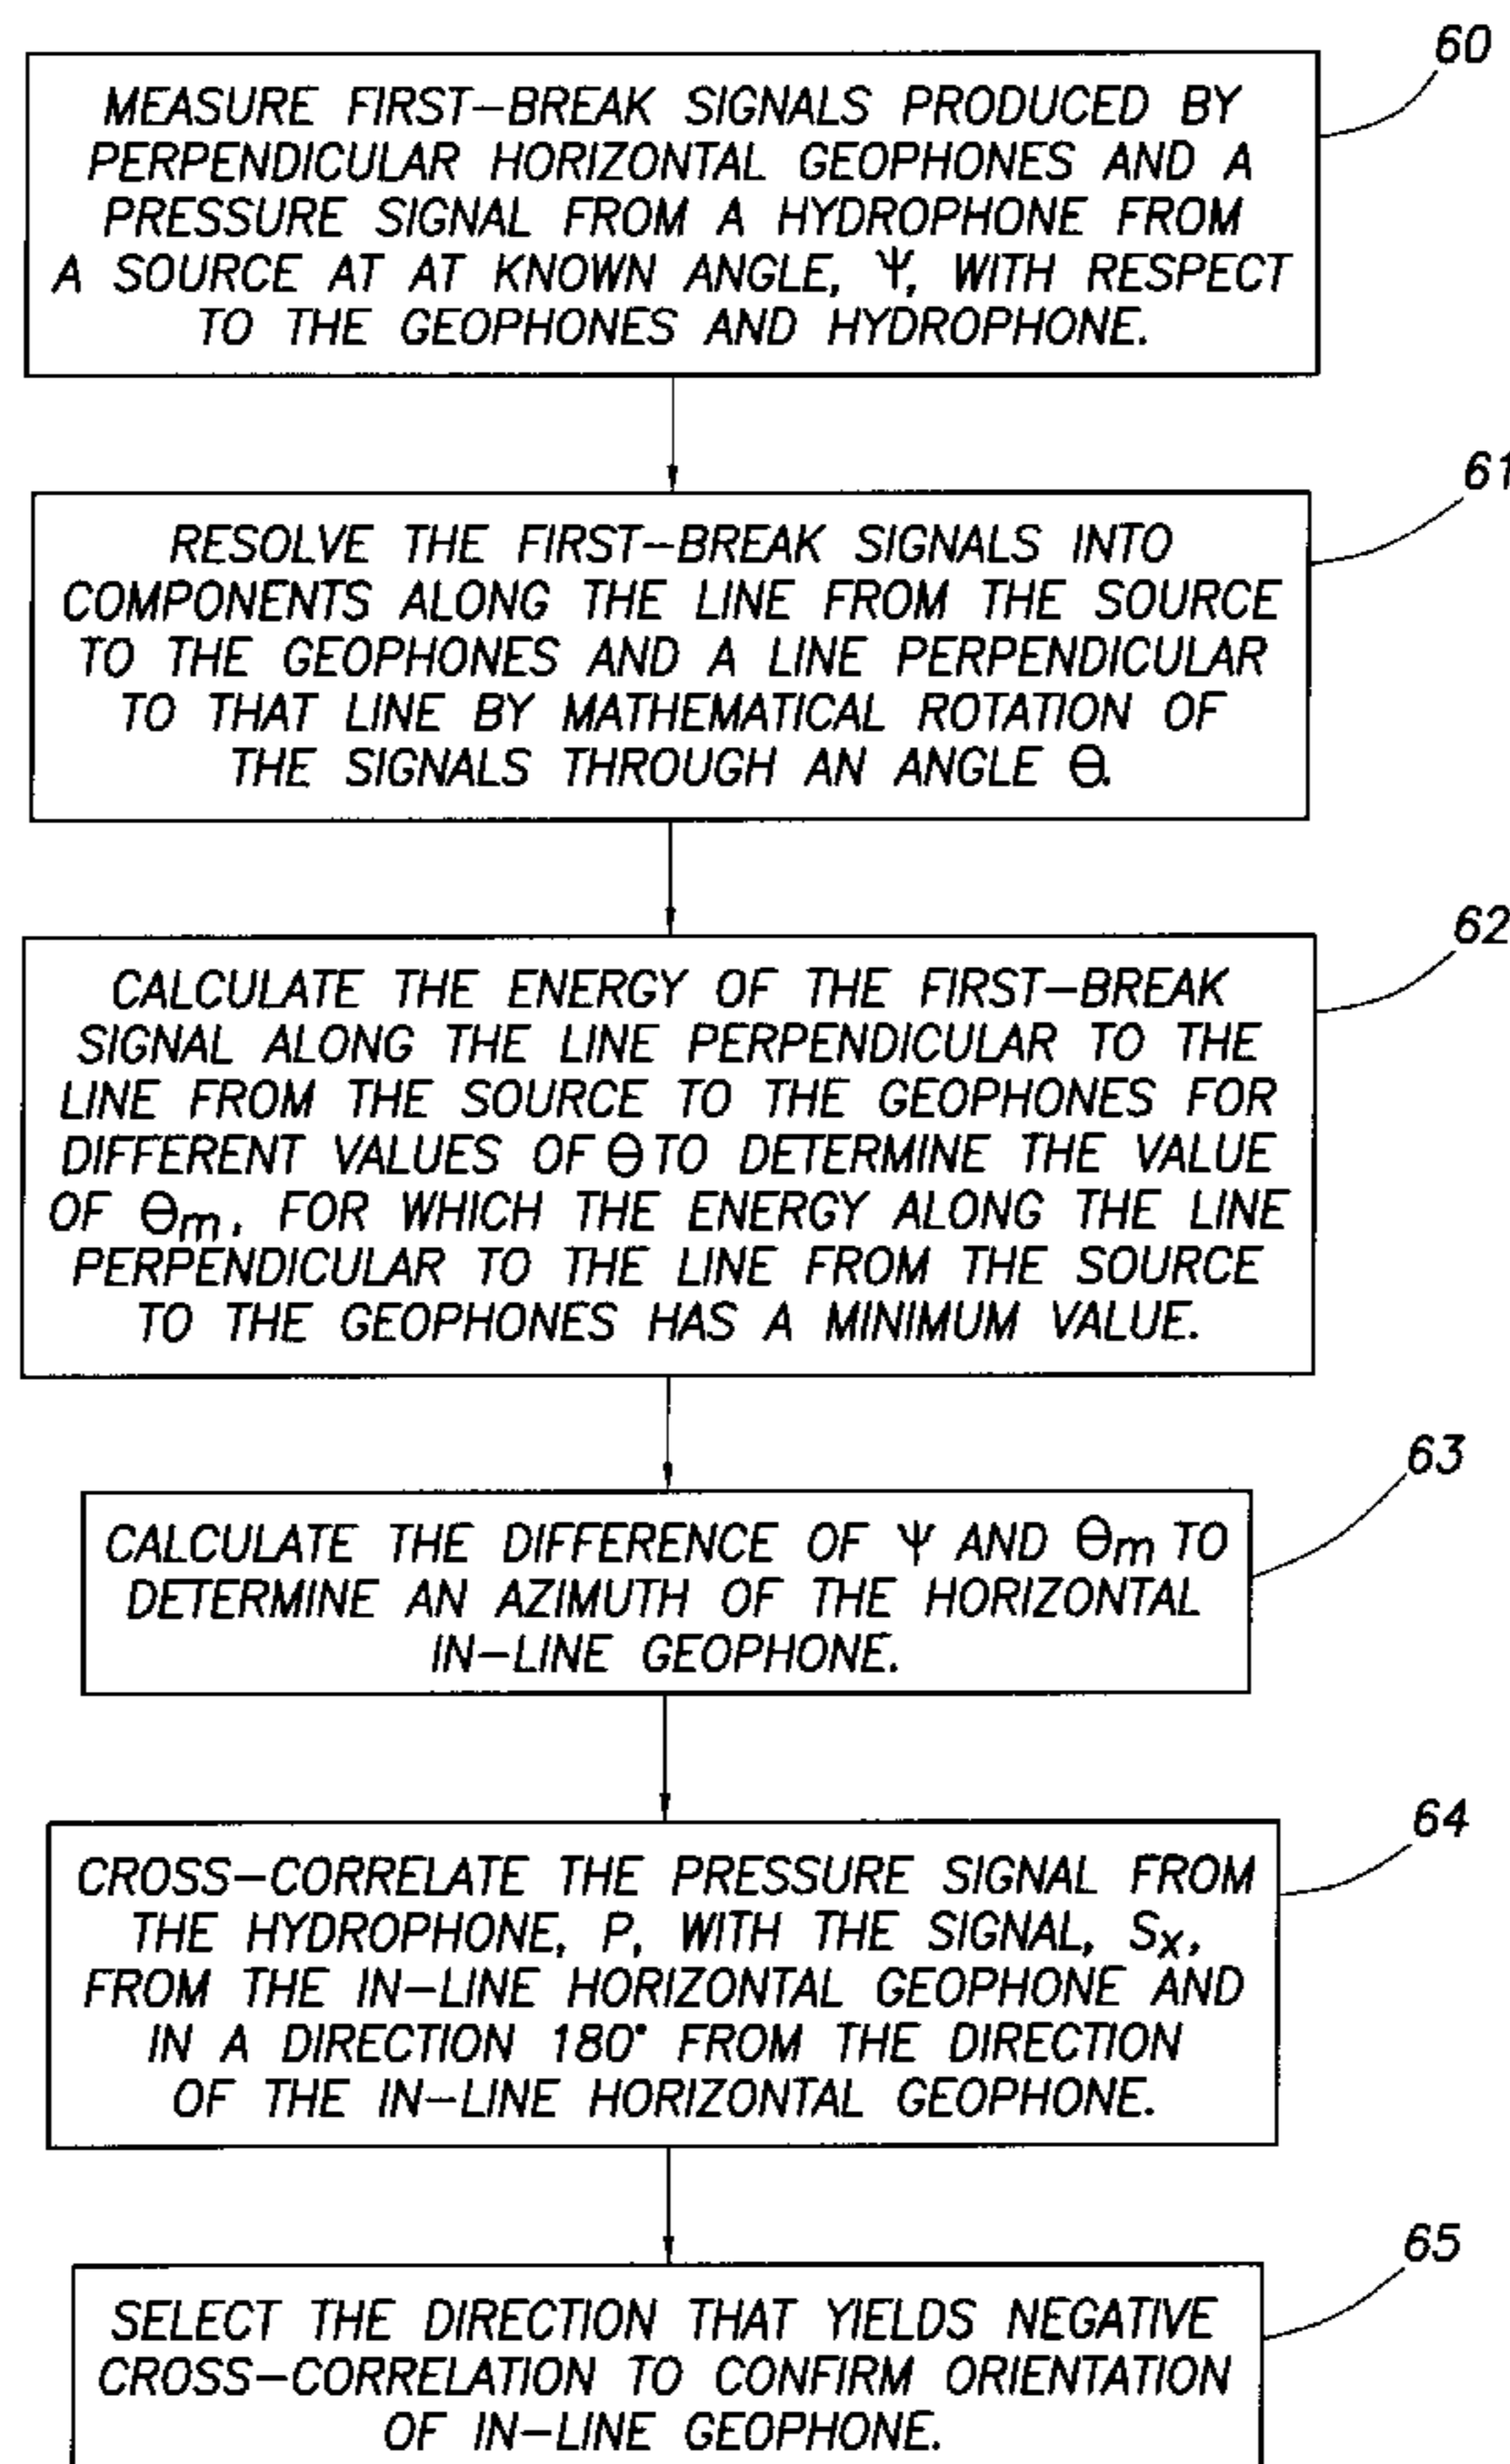 60
MEASURE FIRST-BREAK SIGNALS PRODUCED BY
PERPENDICULAR HORIZONTAL GEOPHONES AND A
PRESSURE SIGNAL FROM A HYDROPHONE FROM
A SOURCE AT AT KNOWN ANGLE, Ψ, WITH RESPECT
TO THE GEOPHONES AND HYDROPHONE.
61
RESOLVE THE FIRST-BREAK SIGNALS INTO
COMPONENTS ALONG THE LINE FROM THE SOURCE
TO THE GEOPHONES AND A LINE PERPENDICULAR
TO THAT LINE BY MATHEMATICAL ROTATION OF
THE SIGNALS THROUGH AN ANGLE Θ.
62
CALCULATE THE ENERGY OF THE FIRST-BREAK
SIGNAL ALONG THE LINE PERPENDICULAR TO THE
LINE FROM THE SOURCE TO THE GEOPHONES FOR
DIFFERENT VALUES OF Θ TO DETERMINE THE VALUE
OF Θm, FOR WHICH THE ENERGY ALONG THE LINE
PERPENDICULAR TO THE LINE FROM THE SOURCE
TO THE GEOPHONES HAS A MINIMUM VALUE.
63
CALCULATE THE DIFFERENCE OF Ψ AND Θm TO
DETERMINE AN AZIMUTH OF THE HORIZONTAL
IN-LINE GEOPHONE.
64
CROSS-CORRELATE THE PRESSURE SIGNAL FROM
THE HYDROPHONE, P, WITH THE SIGNAL, Sx,
FROM THE IN-LINE HORIZONTAL GEOPHONE AND
IN A DIRECTION 180° FROM THE DIRECTION
OF THE IN-LINE HORIZONTAL GEOPHONE.
65
SELECT THE DIRECTION THAT YIELDS NEGATIVE
CROSS-CORRELATION TO CONFIRM ORIENTATION
OF IN-LINE GEOPHONE.